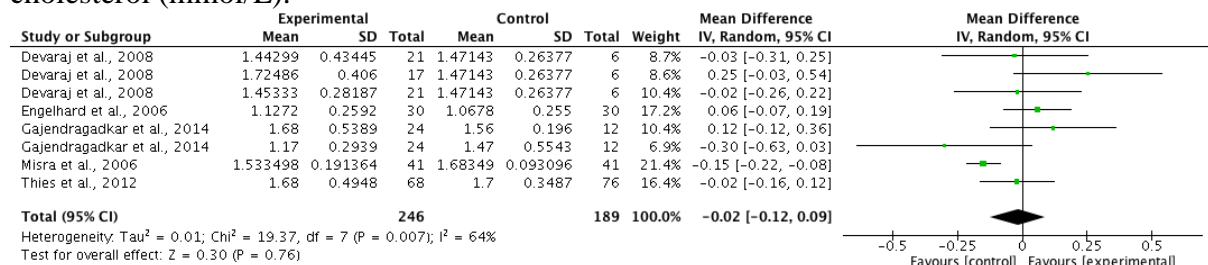 cholesterol (mmol/L).
Experimental Control Mean Difference Mean Difference
Study or Subgroup Mean SD Total Mean SD Total Weight IV, Random, 95% CI IV, Random, 95% CI
Devaraj et al., 2008 1.44299 0.43445 21 1.47143 0.26377 6 8.7% -0.03 [-0.31, 0.25]
Devaraj et al., 2008 1.72486 0.406 17 1.47143 0.26377 6 8.6% 0.25 [-0.03, 0.54]
Devaraj et al., 2008 1.45333 0.28187 21 1.47143 0.26377 6 10.4% -0.02 [-0.26, 0.22]
Engelhard et al., 2006 1.1272 0.2592 30 1.0678 0.255 30 17.2% 0.06 [-0.07, 0.19]
Gajendragadkar et al., 2014 1.68 0.5389 24 1.56 0.196 12 10.4% 0.12 [-0.12, 0.36]
Gajendragadkar et al., 2014 1.17 0.2939 24 1.47 0.5543 12 6.9% -0.30 [-0.63, 0.03]
Misra et al., 2006 1.533498 0.191364 41 1.68349 0.093096 41 21.4% -0.15 [-0.22, -0.08]
Thies et al., 2012 1.68 0.4948 68 1.7 0.3487 76 16.4% -0.02 [-0.16, 0.12]
Total (95% CI) 246 189 100.0% -0.02 [-0.12, 0.09]
Heterogeneity: Tau² = 0.01; Chi² = 19.37, df = 7 (P = 0.007); I² = 64%
Test for overall effect: Z = 0.30 (P = 0.76)
-0.5 -0.25 0 0.25 0.5
Favours [control] Favours [experimental]